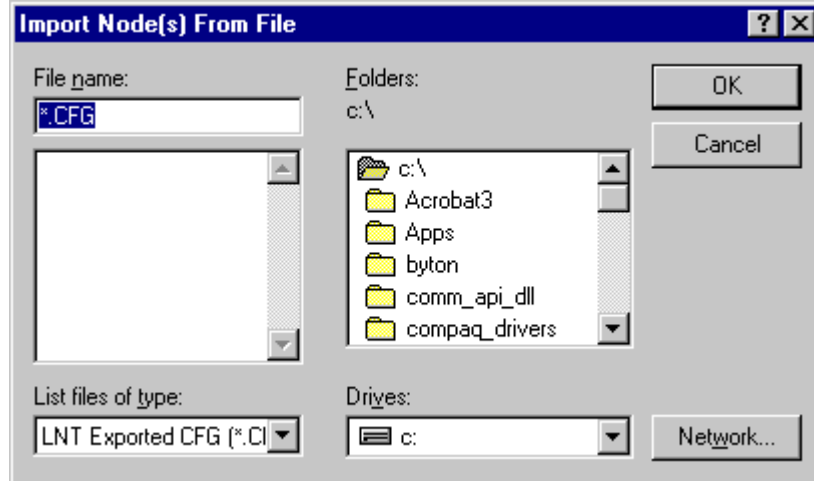 Import Node(s) From File
File name:
*.CFG
Folders:
c:\
c:\
Acrobat3
Apps
byton
comm_api_dll
compaq_drivers
OK
Cancel
List files of type:
LNT Exported CFG (*.Cl
Drives:
c:
Network...